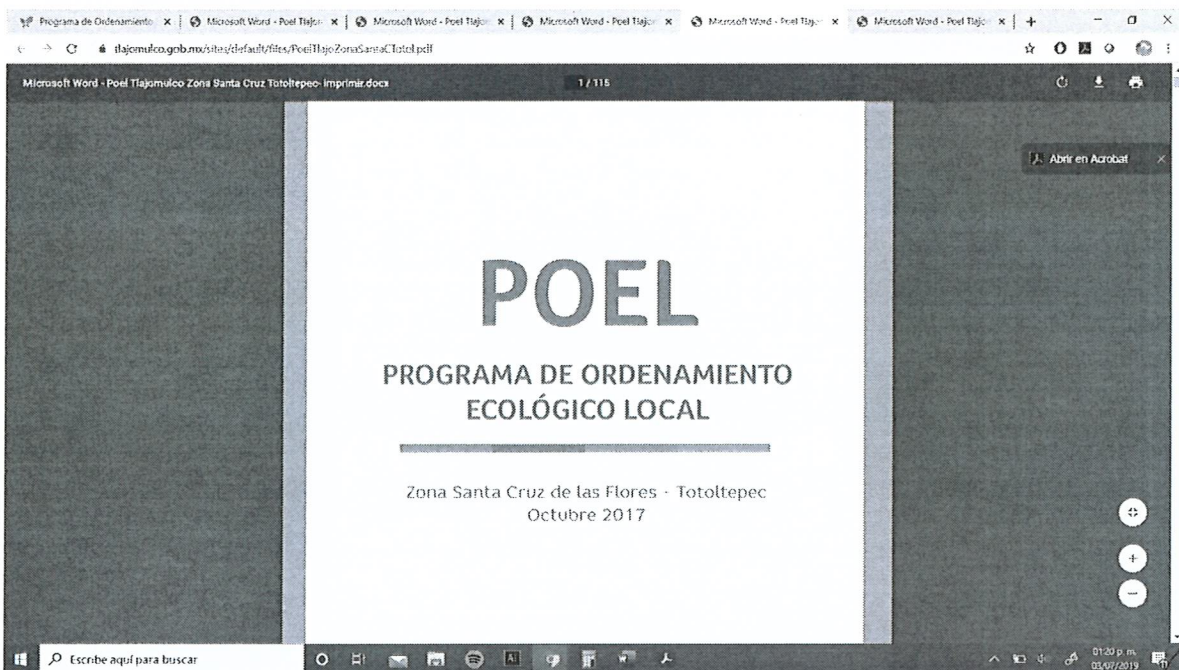 Programa de Ordenamiento
Microsoft Word - Poel Tlajo
Microsoft Word - Poel Tlajo
Microsoft Word - Poel Tlajo
Microsoft Word - Poel Tlajo
Microsoft Word - Poel Tlajo
tlajomulco.gob.mx/sites/default/files/PoelTlajoZonaSantaCTotol.pdf
Microsoft Word - Poel Tlajomulco Zona Santa Cruz Totoltepec- imprimir.docx
1 / 115
Abrir en Acrobat
POEL
PROGRAMA DE ORDENAMIENTO
ECOLÓGICO LOCAL
Zona Santa Cruz de las Flores - Totoltepec
Octubre 2017
Escribe aquí para buscar
01:20 p. m.
03/07/2019